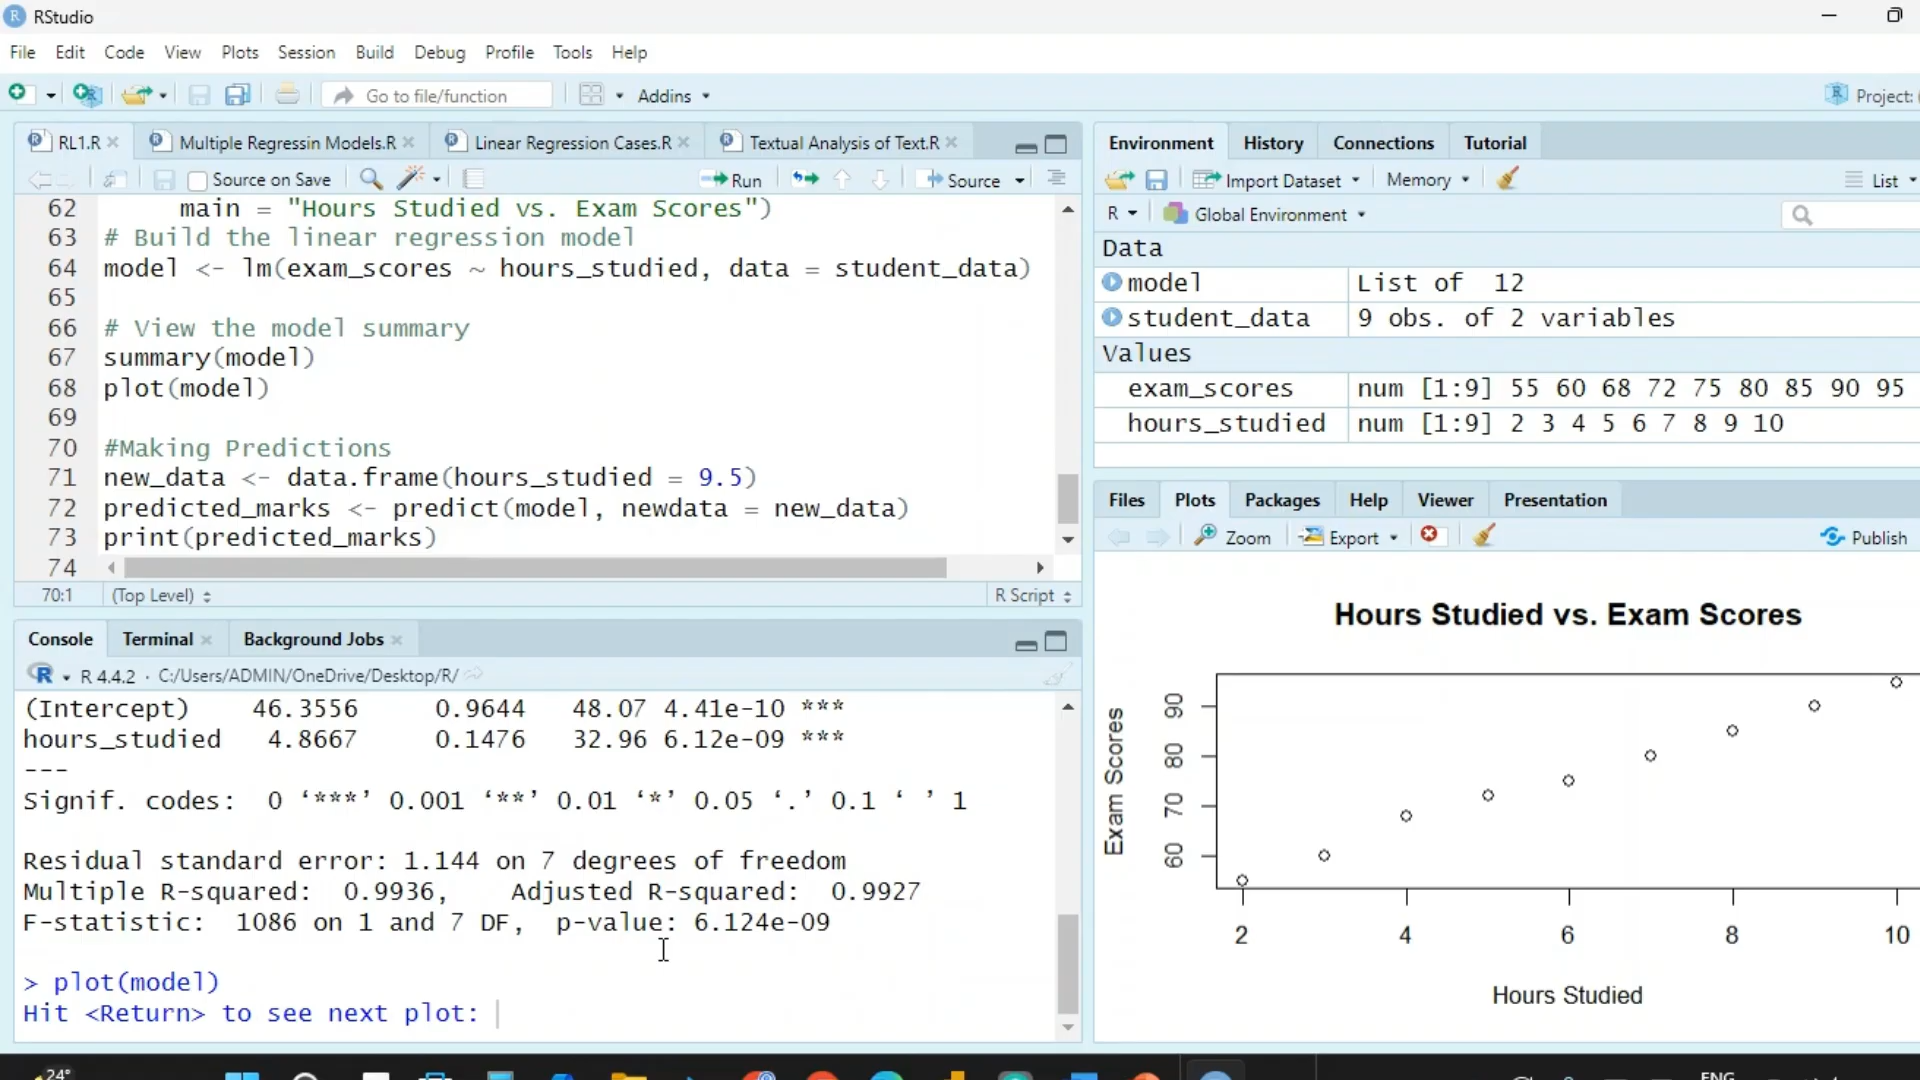 RStudio
File Edit Code View Plots Session Build Debug Profile Tools Help
Go to file/function Addins Project:
RL1.R Multiple Regressin Models.R Linear Regression Cases.R Textual Analysis of Text.R
Source on Save Run Source
62 main = "Hours Studied vs. Exam Scores")
63 # Build the linear regression model
64 model <- lm(exam_scores ~ hours_studied, data = student_data)
65
66 # View the model summary
67 summary(model)
68 plot(model)
69
70 #Making Predictions
71 new_data <- data.frame(hours_studied = 9.5)
72 predicted_marks <- predict(model, newdata = new_data)
73 print(predicted_marks)
74
70:1 (Top Level) R Script
Console Terminal Background Jobs
R 4.4.2 · C:/Users/ADMIN/OneDrive/Desktop/R/
(Intercept) 46.3556 0.9644 48.07 4.41e-10 ***
hours_studied 4.8667 0.1476 32.96 6.12e-09 ***
---
Signif. codes: 0 ‘***’ 0.001 ‘**’ 0.01 ‘*’ 0.05 ‘.’ 0.1 ‘ ’ 1
Residual standard error: 1.144 on 7 degrees of freedom
Multiple R-squared: 0.9936, Adjusted R-squared: 0.9927
F-statistic: 1086 on 1 and 7 DF, p-value: 6.124e-09
> plot(model)
Hit <Return> to see next plot:
Environment History Connections Tutorial
Import Dataset Memory List
R Global Environment
Data
model List of 12
student_data 9 obs. of 2 variables
Values
exam_scores num [1:9] 55 60 68 72 75 80 85 90 95
hours_studied num [1:9] 2 3 4 5 6 7 8 9 10
Files Plots Packages Help Viewer Presentation
Zoom Export Publish
Hours Studied vs. Exam Scores
Exam Scores
90
80
70
60
2 4 6 8 10
Hours Studied
24°
ENG